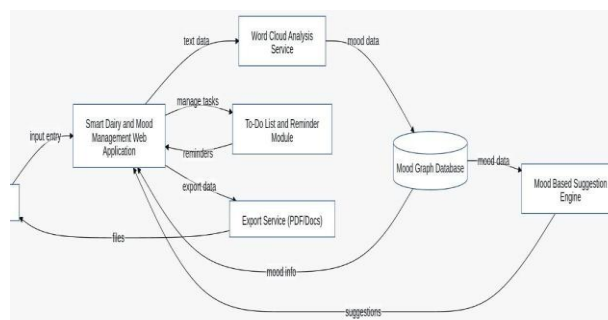 text data
Word Cloud Analysis
Service
mood data
manage tasks
Smart Dairy and Mood
Management Web
Application
To-Do List and Reminder
Module
input entry
reminders
Mood Graph Database
mood data
Mood Based Suggestion
Engine
export data
Export Service (PDF/Docs)
files
mood info
suggestions